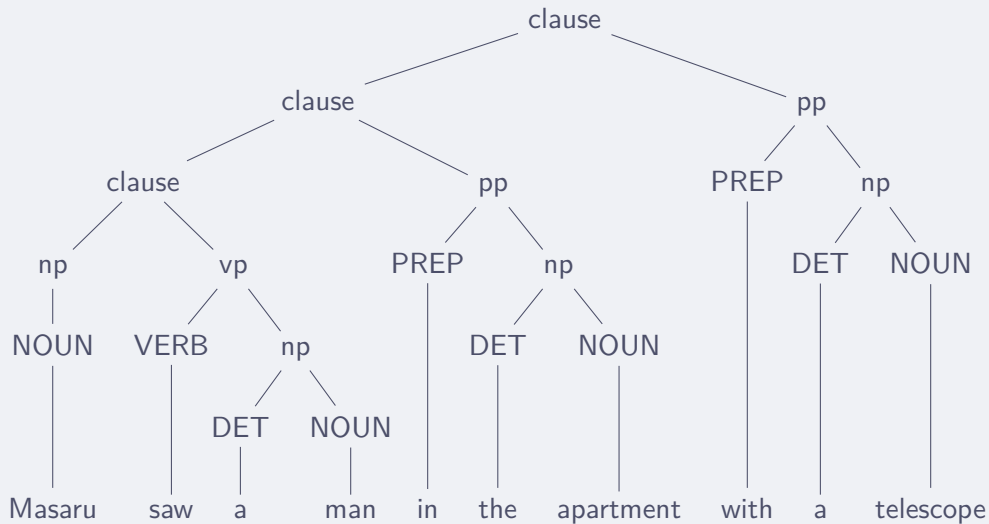 clause
clause pp
clause pp PREP np
np vp PREP np DET NOUN
NOUN VERB np DET NOUN
DET NOUN
Masaru saw a man in the apartment with a telescope